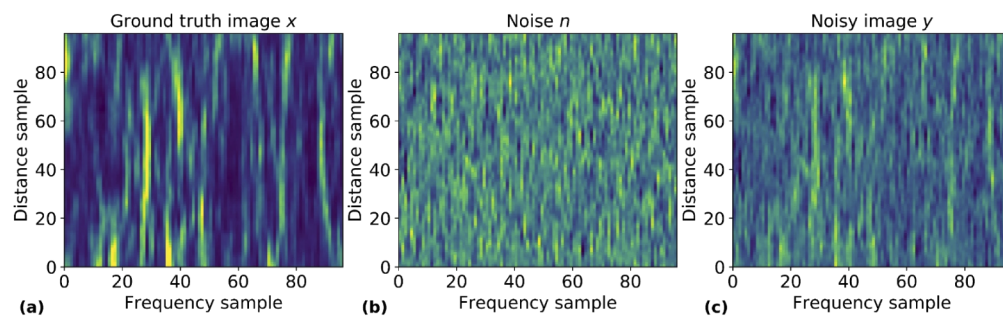 Ground truth image x
Noise n
Noisy image y
Distance sample
80
60
40
20
0
0 20 40 60 80
Frequency sample
(a)
Distance sample
80
60
40
20
0
0 20 40 60 80
Frequency sample
(b)
Distance sample
80
60
40
20
0
0 20 40 60 80
Frequency sample
(c)